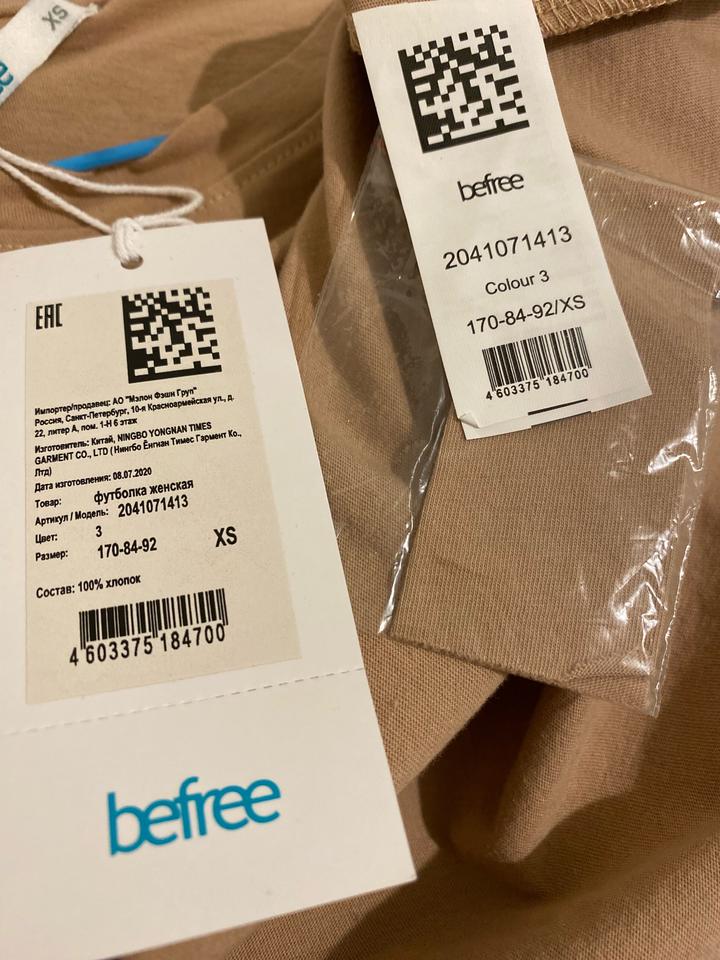 XS
EAC
Импортер/продавец: АО "Мэлон Фэшн Груп"
Россия, Санкт-Петербург, 10-я Красноармейская ул., д.
22, литер А, пом. 1-Н 6 этаж
Изготовитель: Китай, NINGBO YONGNAN TIMES
GARMENT CO., LTD ( Нингбо Ёнгнан Тимес Гармент Ко.,
Лтд)
Дата изготовления: 08.07.2020
Товар: футболка женская
Артикул / Модель: 2041071413
Цвет: 3
Размер: 170-84-92 XS
Состав: 100% хлопок
4 603375 184700
befree
befree
2041071413
Colour 3
170-84-92/XS
4 603375 184700